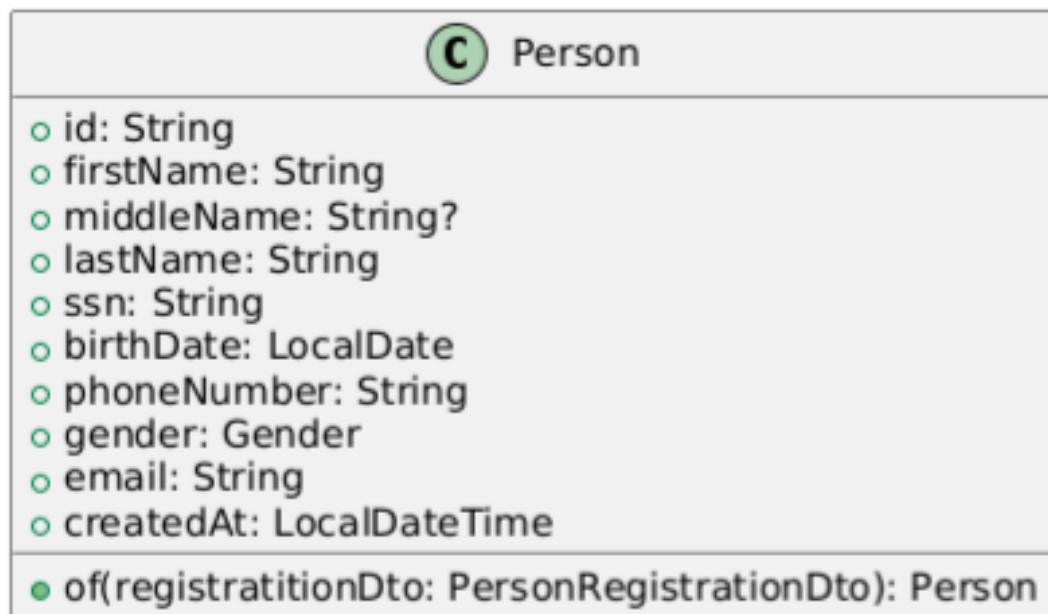 C Person
id: String
firstName: String
middleName: String?
lastName: String
ssn: String
birthDate: LocalDate
phoneNumber: String
gender: Gender
email: String
createdAt: LocalDateTime
of(registratitionDto: PersonRegistrationDto): Person